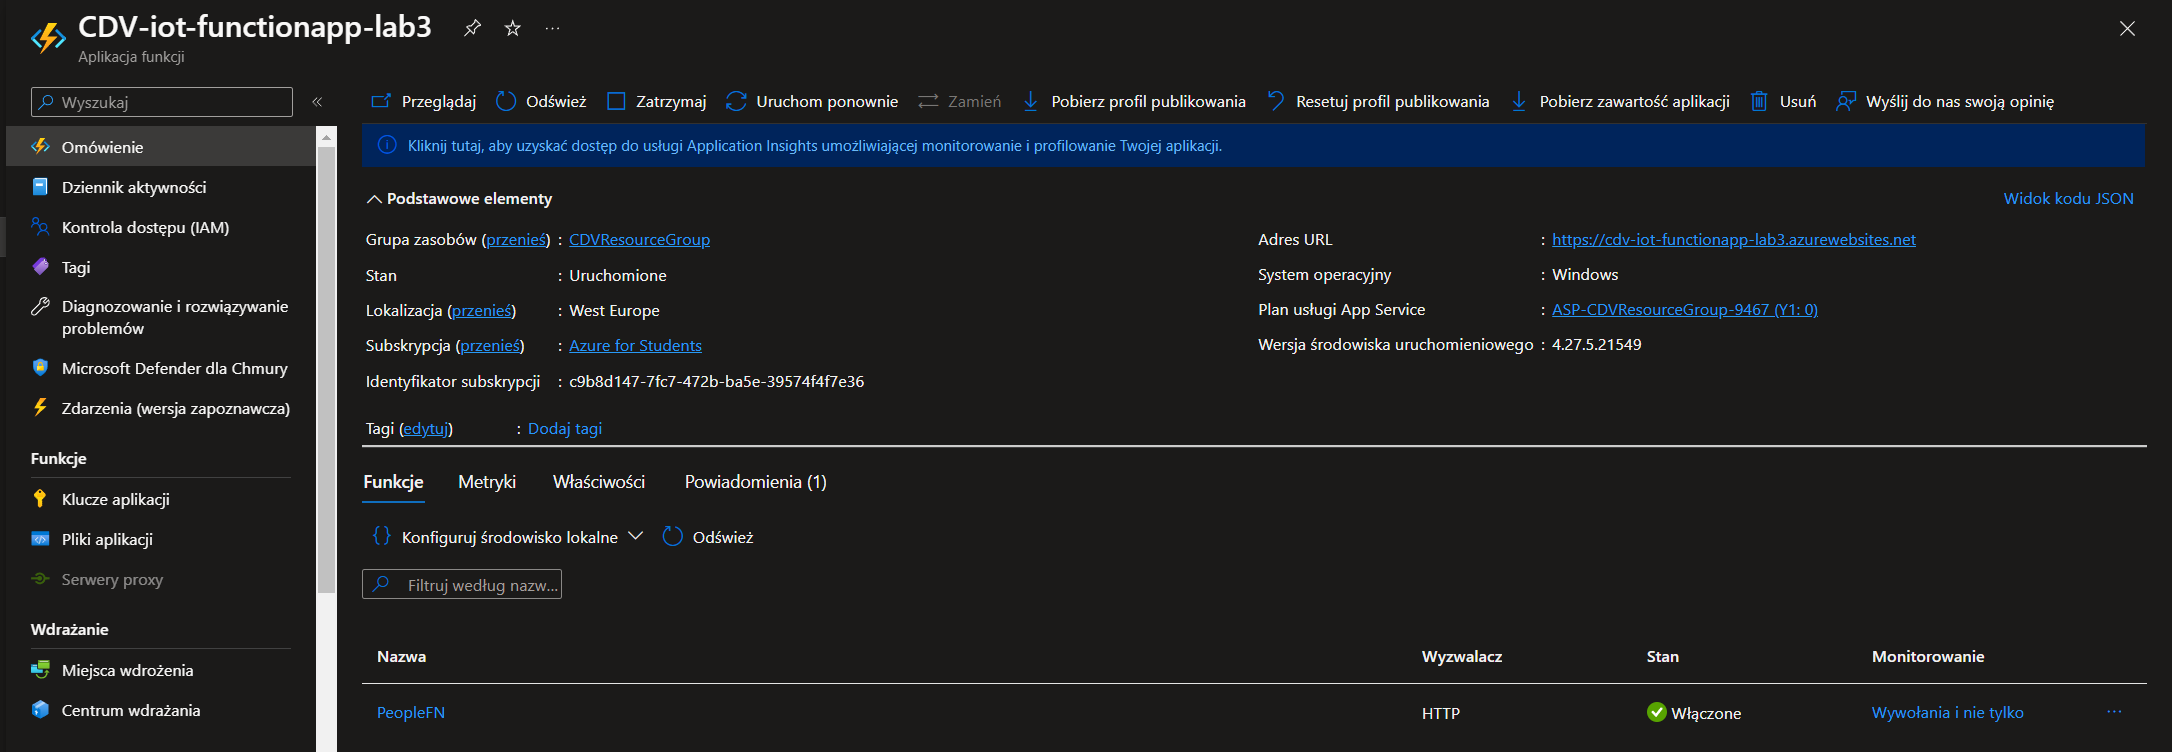 CDV-iot-functionapp-lab3
Aplikacja funkcji
Wyszukaj
Omówienie
Dziennik aktywności
Kontrola dostępu (IAM)
Tagi
Diagnozowanie i rozwiązywanie
problemów
Microsoft Defender dla Chmury
Zdarzenia (wersja zapoznawcza)
Funkcje
Klucze aplikacji
Pliki aplikacji
Serwery proxy
Wdrażanie
Miejsca wdrożenia
Centrum wdrażania
Przeglądaj Odśwież Zatrzymaj Uruchom ponownie Zamień Pobierz profil publikowania Resetuj profil publikowania Pobierz zawartość aplikacji Usuń Wyślij do nas swoją opinię
Kliknij tutaj, aby uzyskać dostęp do usługi Application Insights umożliwiającej monitorowanie i profilowanie Twojej aplikacji.
Podstawowe elementy Widok kodu JSON
Grupa zasobów (przenieś) : CDVResourceGroup
Stan : Uruchomione
Lokalizacja (przenieś) : West Europe
Subskrypcja (przenieś) : Azure for Students
Identyfikator subskrypcji : c9b8d147-7fc7-472b-ba5e-39574f4f7e36
Adres URL : https://cdv-iot-functionapp-lab3.azurewebsites.net
System operacyjny : Windows
Plan usługi App Service : ASP-CDVResourceGroup-9467 (Y1: 0)
Wersja środowiska uruchomieniowego : 4.27.5.21549
Tagi (edytuj) : Dodaj tagi
Funkcje Metryki Właściwości Powiadomienia (1)
Konfiguruj środowisko lokalne Odśwież
Filtruj według nazw...
Nazwa Wyzwalacz Stan Monitorowanie
PeopleFN HTTP Włączone Wywołania i nie tylko